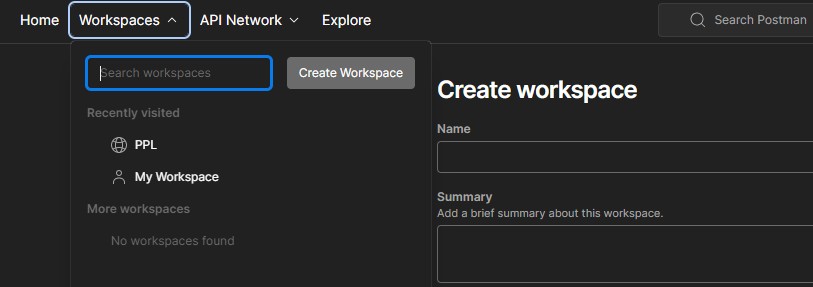 Home Workspaces API Network Explore Search Postman
Search workspaces Create Workspace
Recently visited
PPL
My Workspace
More workspaces
No workspaces found
Create workspace
Name
Summary
Add a brief summary about this workspace.